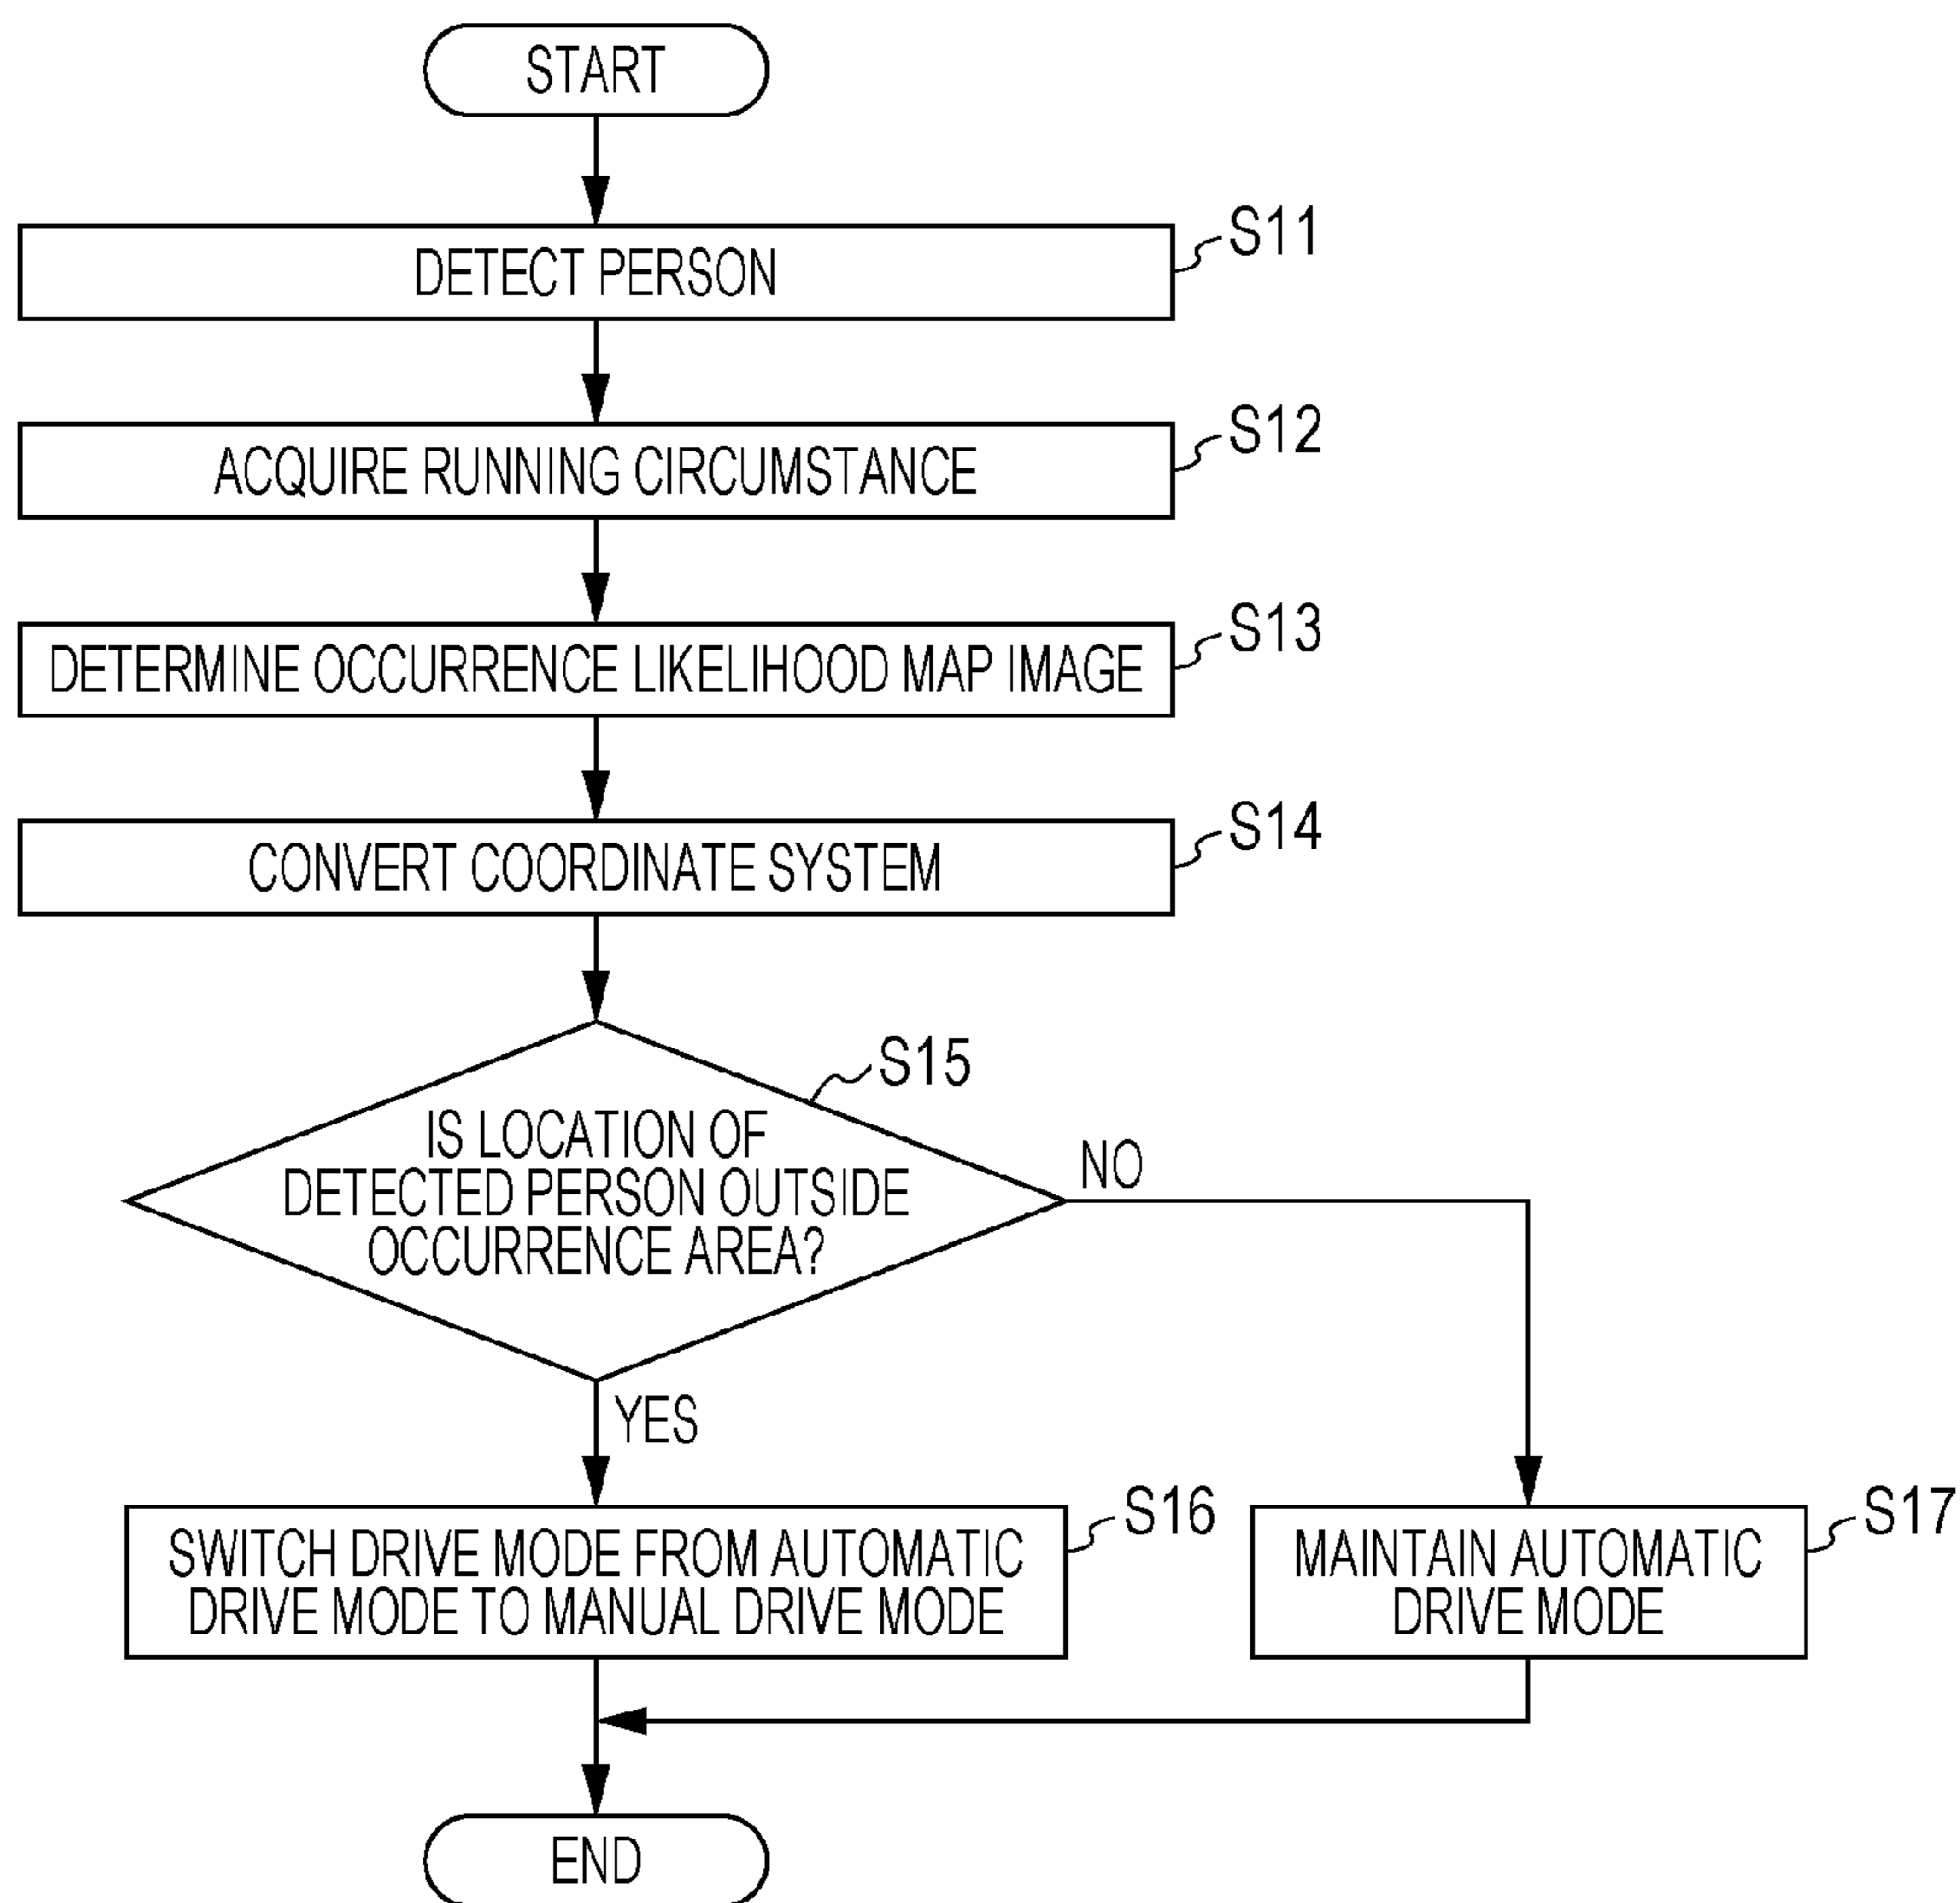 START
DETECT PERSON
S11
ACQUIRE RUNNING CIRCUMSTANCE
S12
DETERMINE OCCURRENCE LIKELIHOOD MAP IMAGE
S13
CONVERT COORDINATE SYSTEM
S14
S15
IS LOCATION OF
DETECTED PERSON OUTSIDE
OCCURRENCE AREA?
NO
YES
SWITCH DRIVE MODE FROM AUTOMATIC
DRIVE MODE TO MANUAL DRIVE MODE
S16
MAINTAIN AUTOMATIC
DRIVE MODE
S17
END